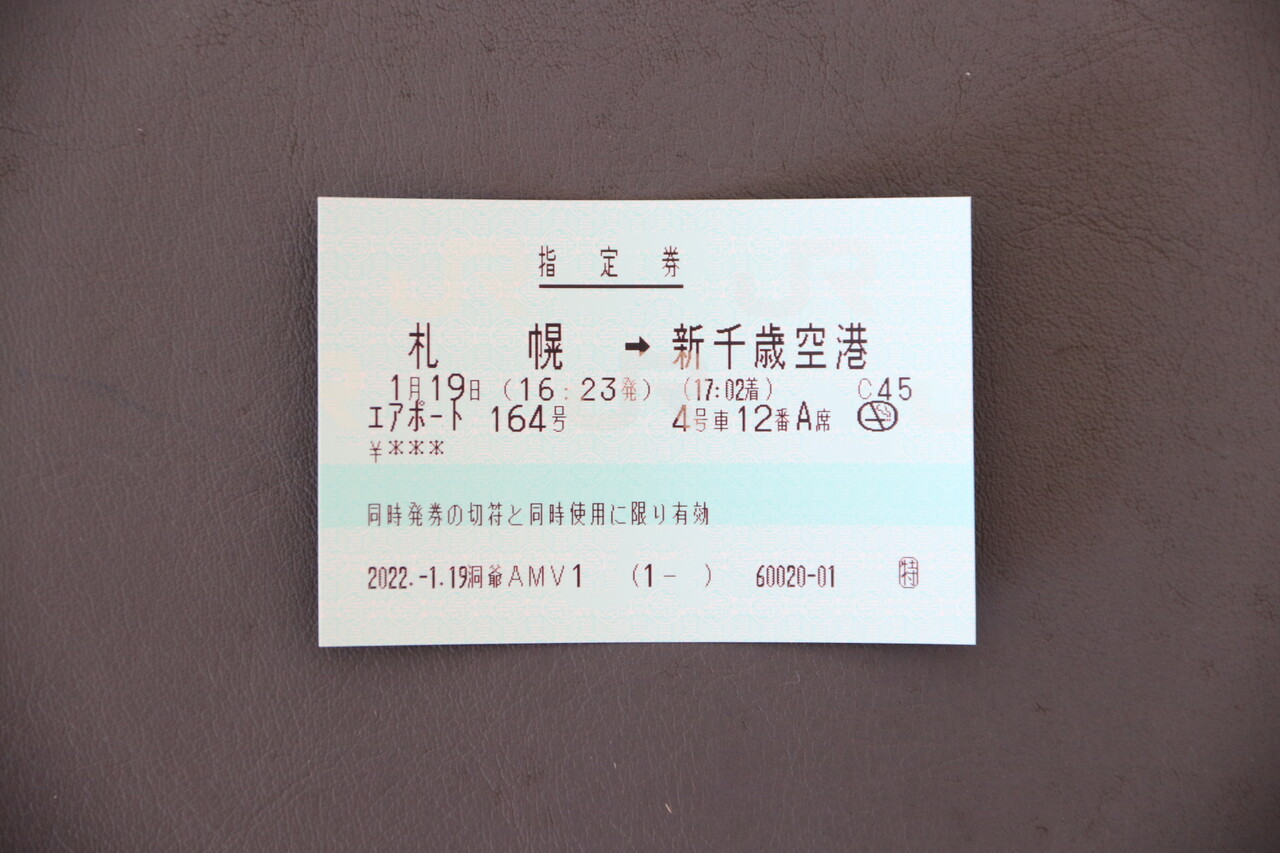 指定券
札幌 → 新千歳空港
1月19日 (16:23発) (17:02着) C45
エアポート 164号 4号車12番A席
¥***
同時発券の切符と同時使用に限り有効
2022.-1.19洞爺AMV1 (1- ) 60020-01 特